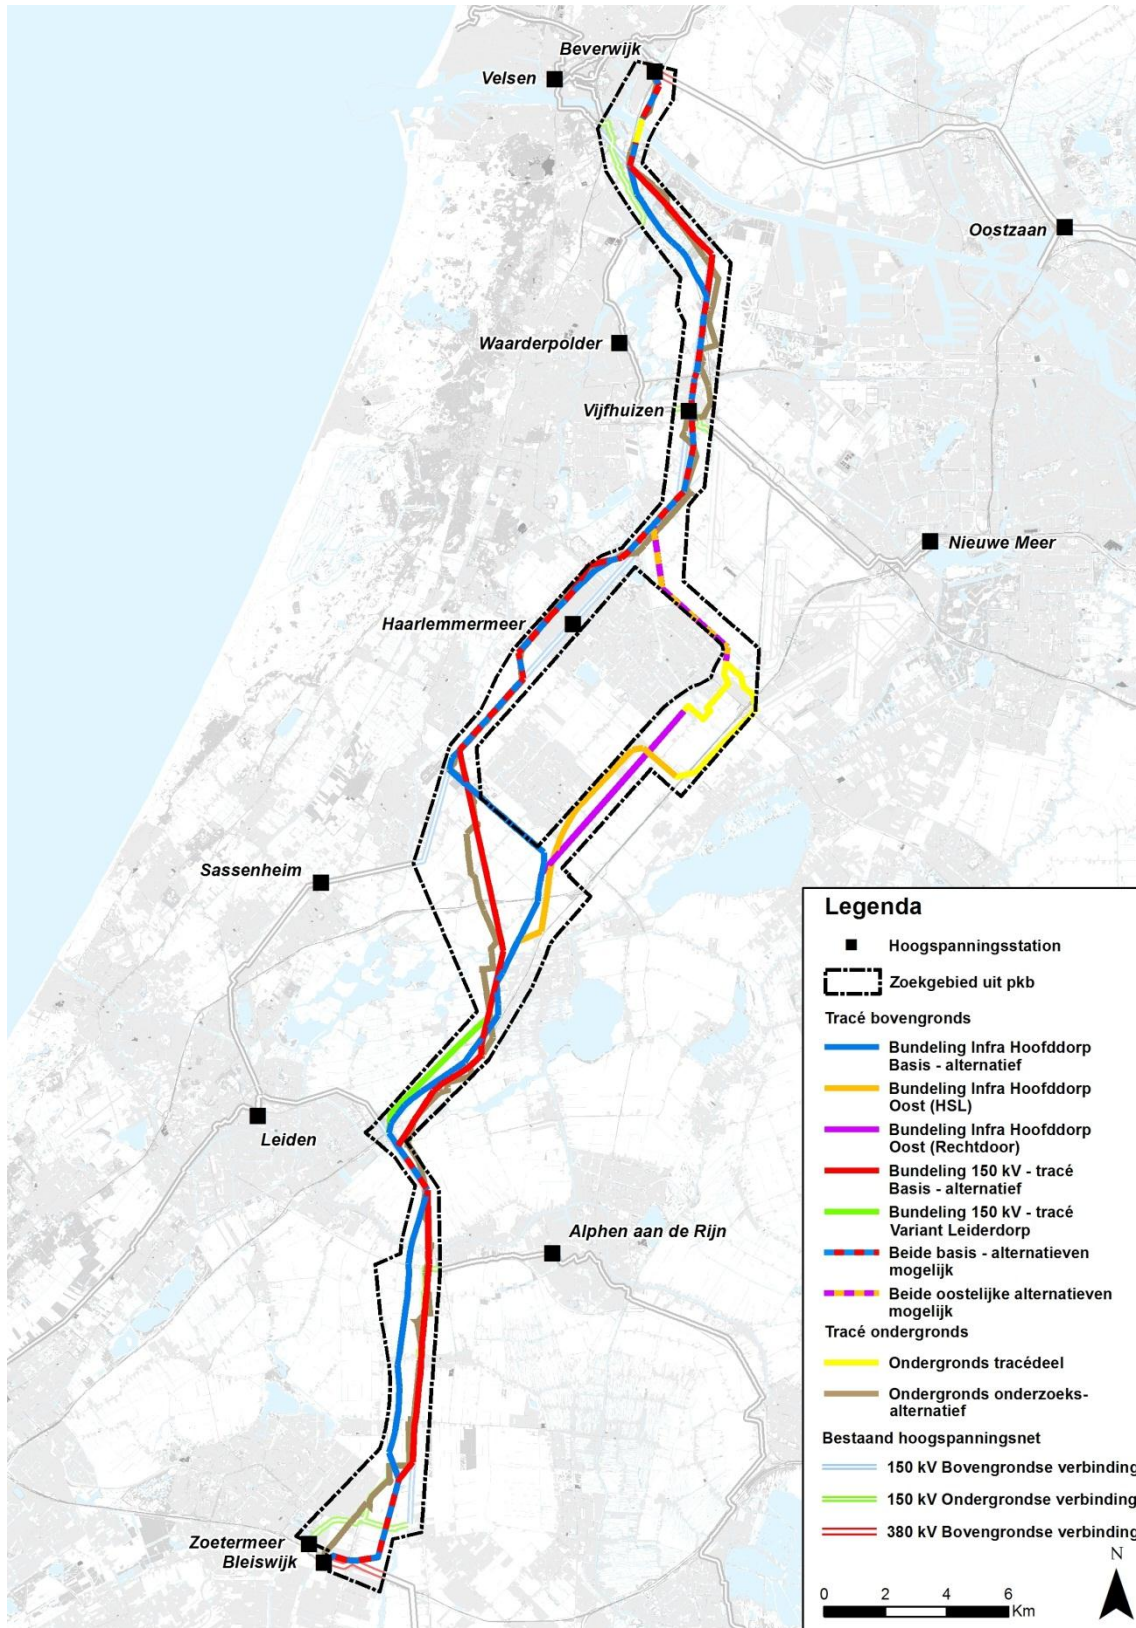 Beverwijk
Velsen
Oostzaan
Waarderpolder
Vijfhuizen
Nieuwe Meer
Haarlemmermeer
Sassenheim
Leiden
Alphen aan de Rijn
Zoetermeer
Bleiswijk
Legenda
Hoogspanningsstation
Zoekgebied uit pkb
Tracé bovengronds
Bundeling Infra Hoofddorp
Basis - alternatief
Bundeling Infra Hoofddorp
Oost (HSL)
Bundeling Infra Hoofddorp
Oost (Rechtdoor)
Bundeling 150 kV - tracé
Basis - alternatief
Bundeling 150 kV - tracé
Variant Leiderdorp
Beide basis - alternatieven
mogelijk
Beide oostelijke alternatieven
mogelijk
Tracé ondergronds
Ondergronds tracédeel
Ondergronds onderzoeks-
alternatief
Bestaand hoogspanningsnet
150 kV Bovengrondse verbinding
150 kV Ondergrondse verbinding
380 kV Bovengrondse verbinding
N
0 2 4 6
Km